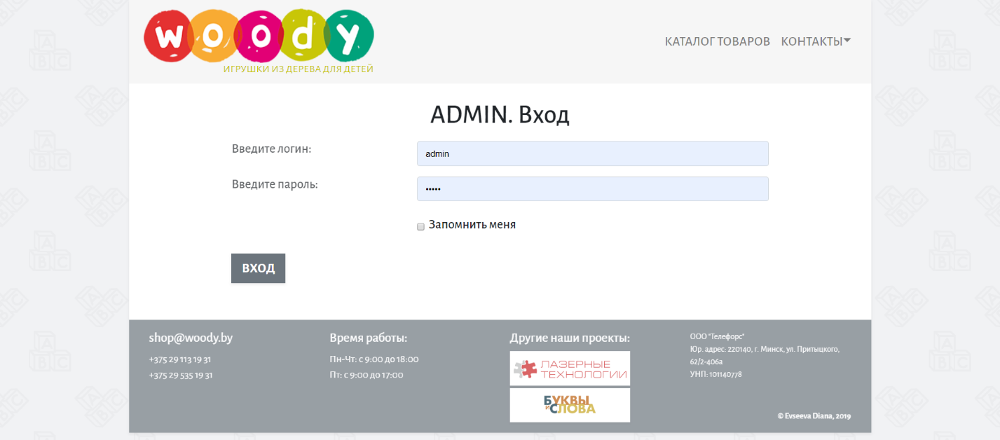 woody
ИГРУШКИ ИЗ ДЕРЕВА ДЛЯ ДЕТЕЙ
КАТАЛОГ ТОВАРОВ КОНТАКТЫ
ADMIN. Вход
Введите логин: admin
Введите пароль: •••••
Запомнить меня
ВХОД
shop@woody.by
+375 29 113 19 31
+375 29 535 19 31
Время работы:
Пн-Чт: с 9:00 до 18:00
Пт: с 9:00 до 17:00
Другие наши проекты:
ЛАЗЕРНЫЕ
ТЕХНОЛОГИИ
БУКВЫ
и СЛОВА
ООО "Телефорс"
Юр. адрес: 220140, г. Минск, ул. Притыцкого,
62/2-406а
УНП: 101140778
© Evseeva Diana, 2019